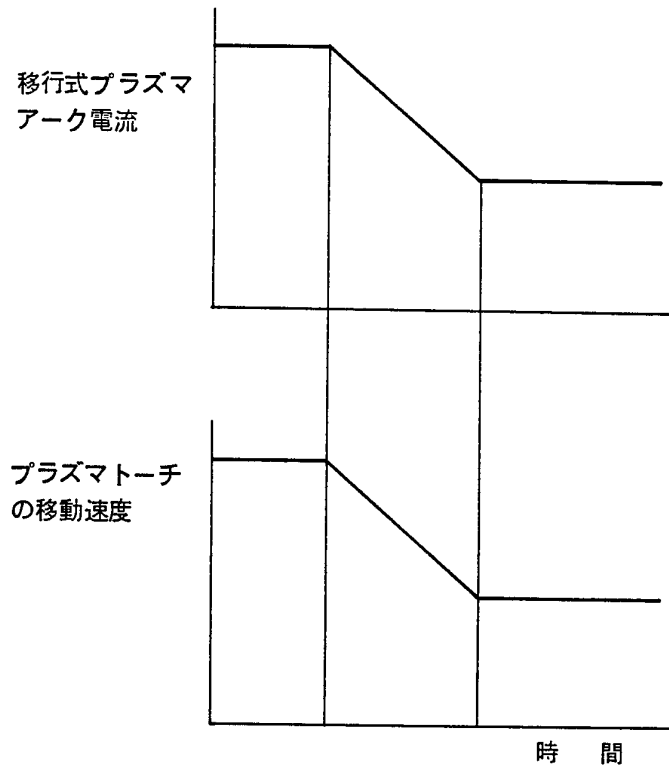 移行式プラズマ
アーク電流
プラズマトーチ
の移動速度
時 間